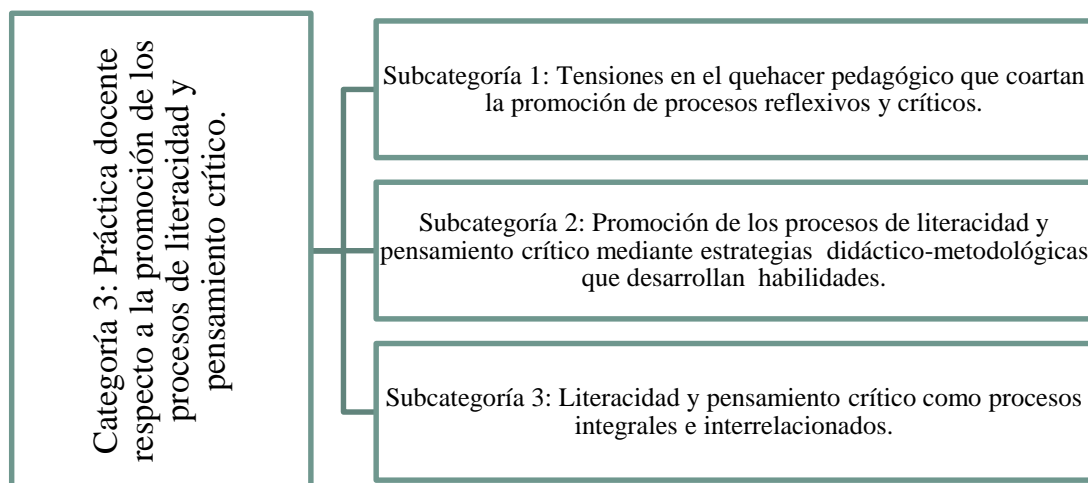 Categoría 3: Práctica docente
respecto a la promoción de los
procesos de literacidad y
pensamiento crítico.
Subcategoría 1: Tensiones en el quehacer pedagógico que coartan
la promoción de procesos reflexivos y críticos.
Subcategoría 2: Promoción de los procesos de literacidad y
pensamiento crítico mediante estrategias didáctico-metodológicas
que desarrollan habilidades.
Subcategoría 3: Literacidad y pensamiento crítico como procesos
integrales e interrelacionados.